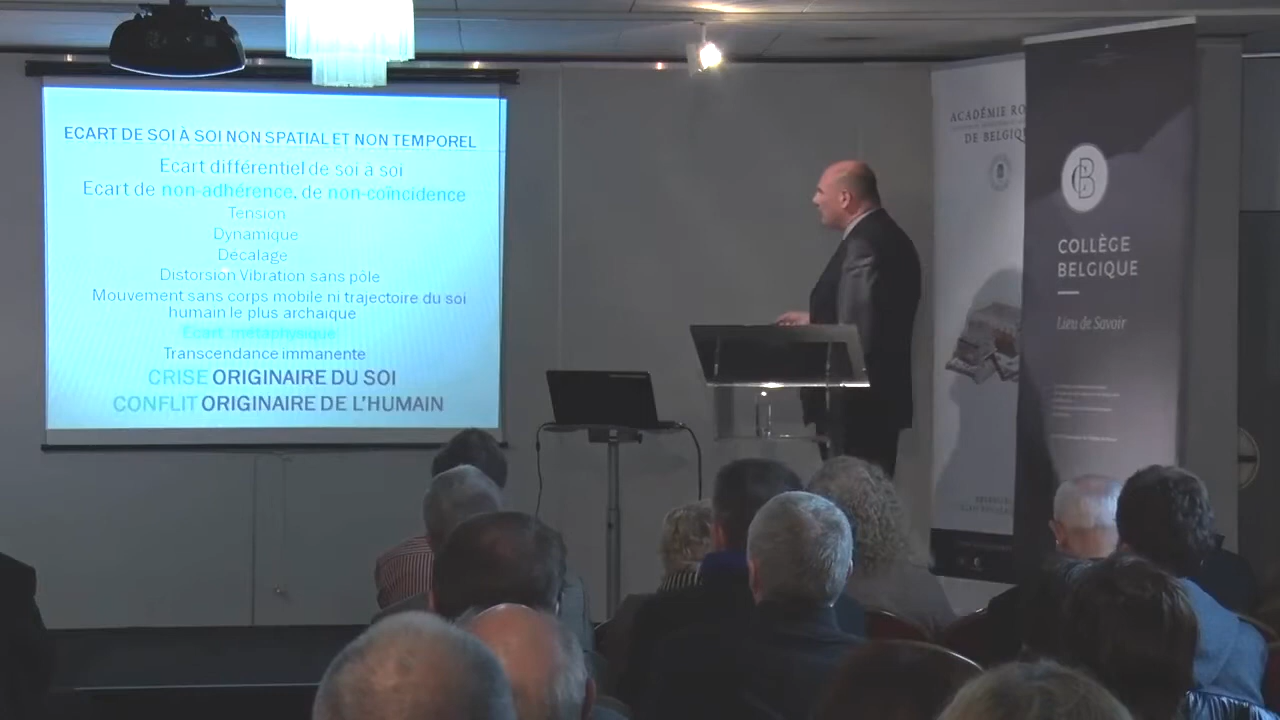 ECART DE SOI À SOI NON SPATIAL ET NON TEMPOREL
Ecart différentiel de soi à soi
Ecart de non-adhérence, de non-coïncidence
Tension
Dynamique
Décalage
Distorsion Vibration sans pôle
Mouvement sans corps mobile ni trajectoire du soi
humain le plus archaïque
Ecart métaphysique
Transcendance immanente
CRISE ORIGINAIRE DU SOI
CONFLIT ORIGINAIRE DE L'HUMAIN
ACADÉMIE RO
DE BELGIQU
CB
COLLÈGE
BELGIQUE
Lieu de Savoir